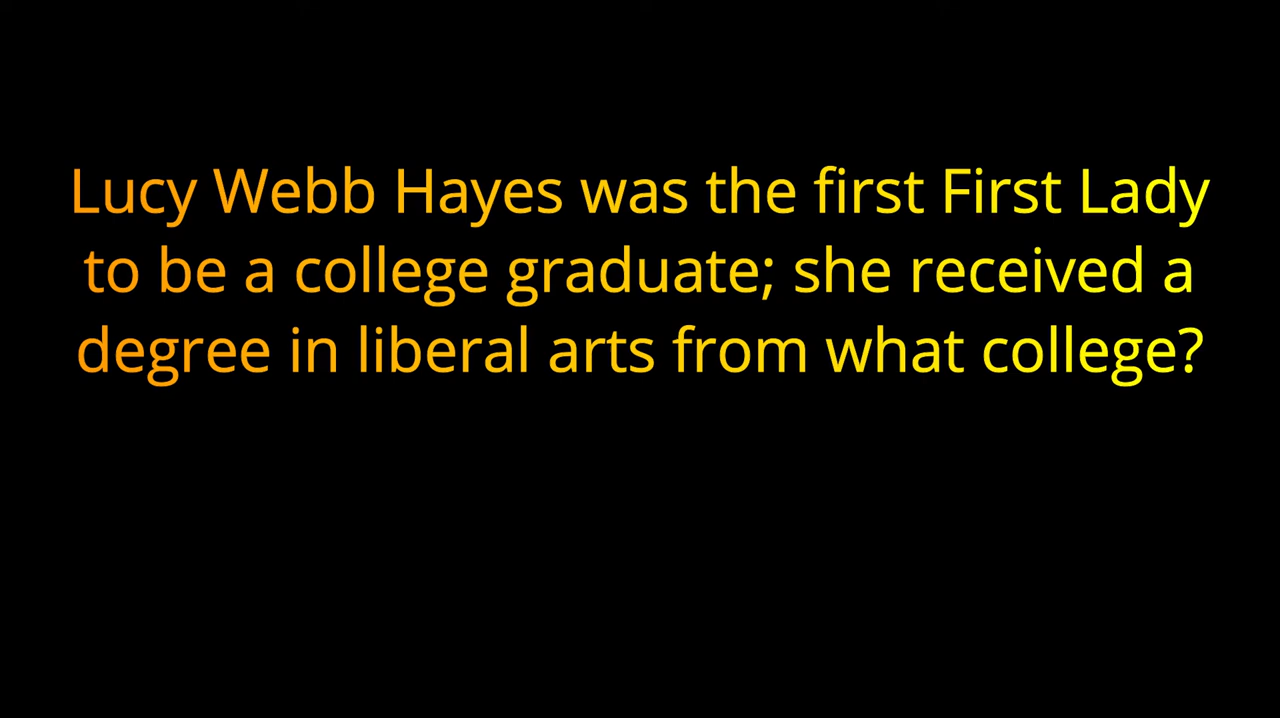 Lucy Webb Hayes was the first First Lady
to be a college graduate; she received a
degree in liberal arts from what college?